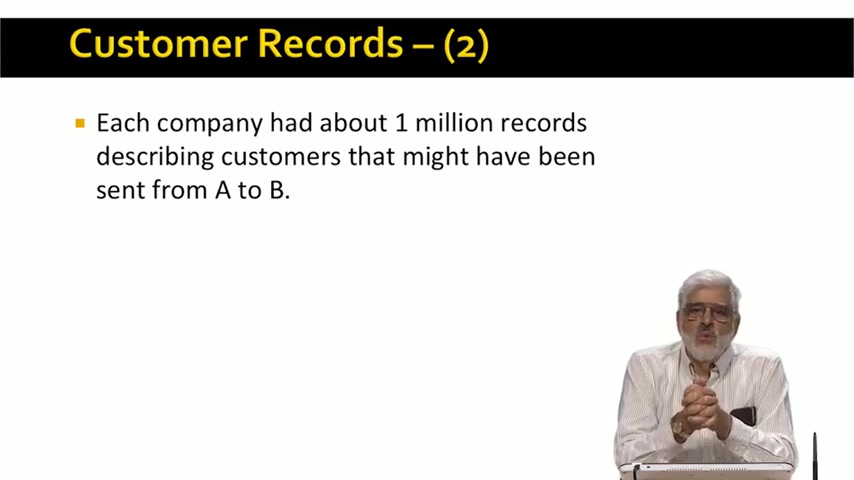 Customer Records – (2)
Each company had about 1 million records
describing customers that might have been
sent from A to B.